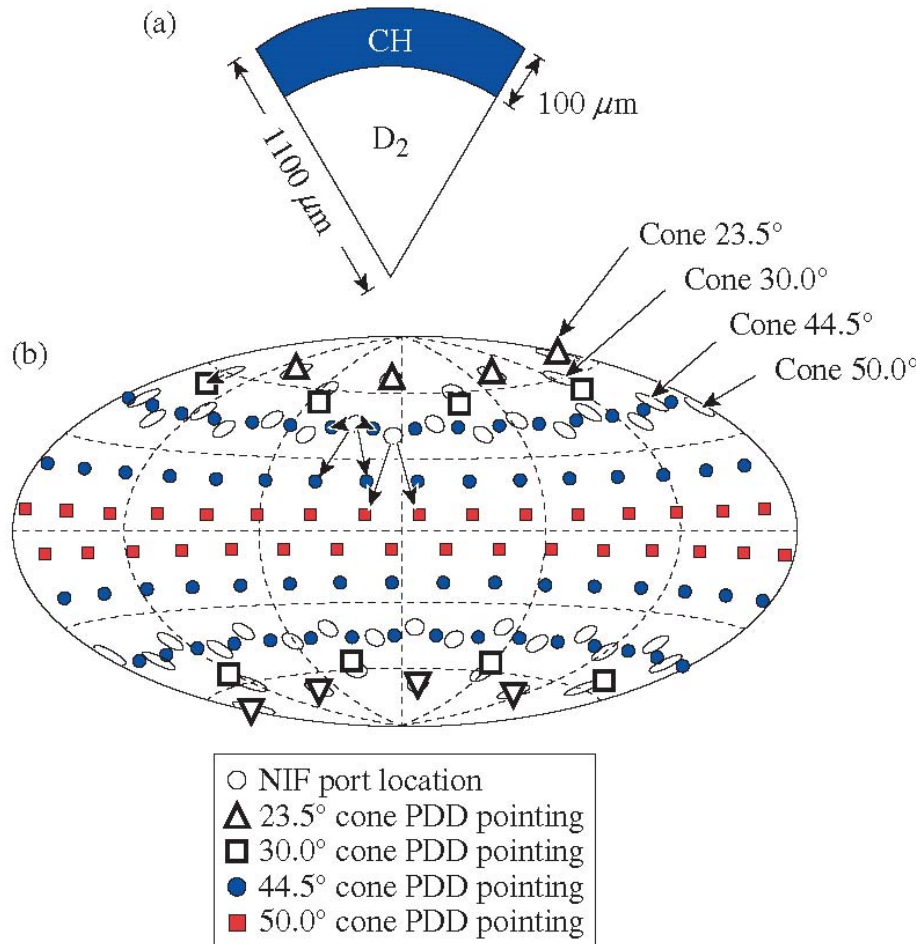 (a)
CH
100 μm
D₂
1100 μm
Cone 23.5°
Cone 30.0°
Cone 44.5°
Cone 50.0°
(b)
NIF port location
23.5° cone PDD pointing
30.0° cone PDD pointing
44.5° cone PDD pointing
50.0° cone PDD pointing